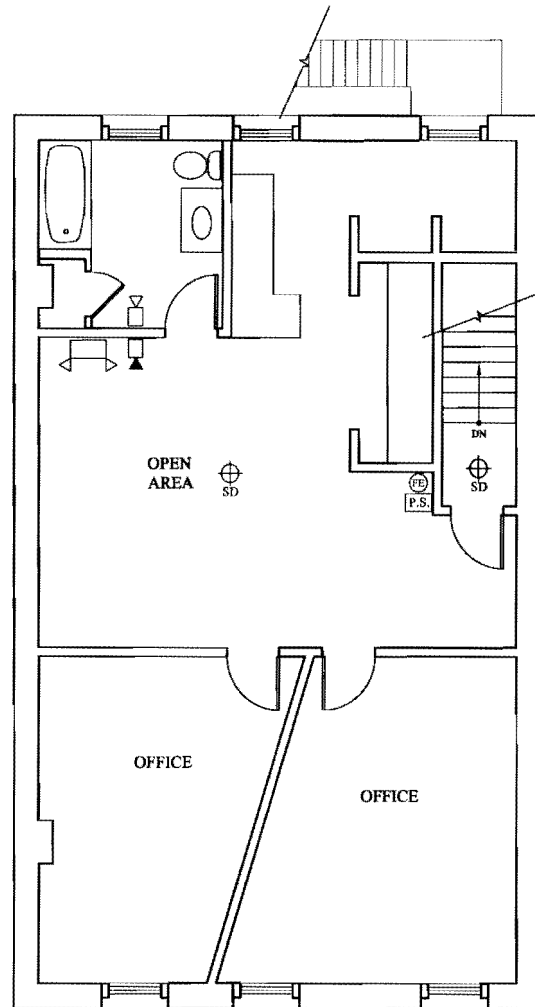 OPEN
AREA
SD
DN
SD
FE
P.S.
OFFICE
OFFICE